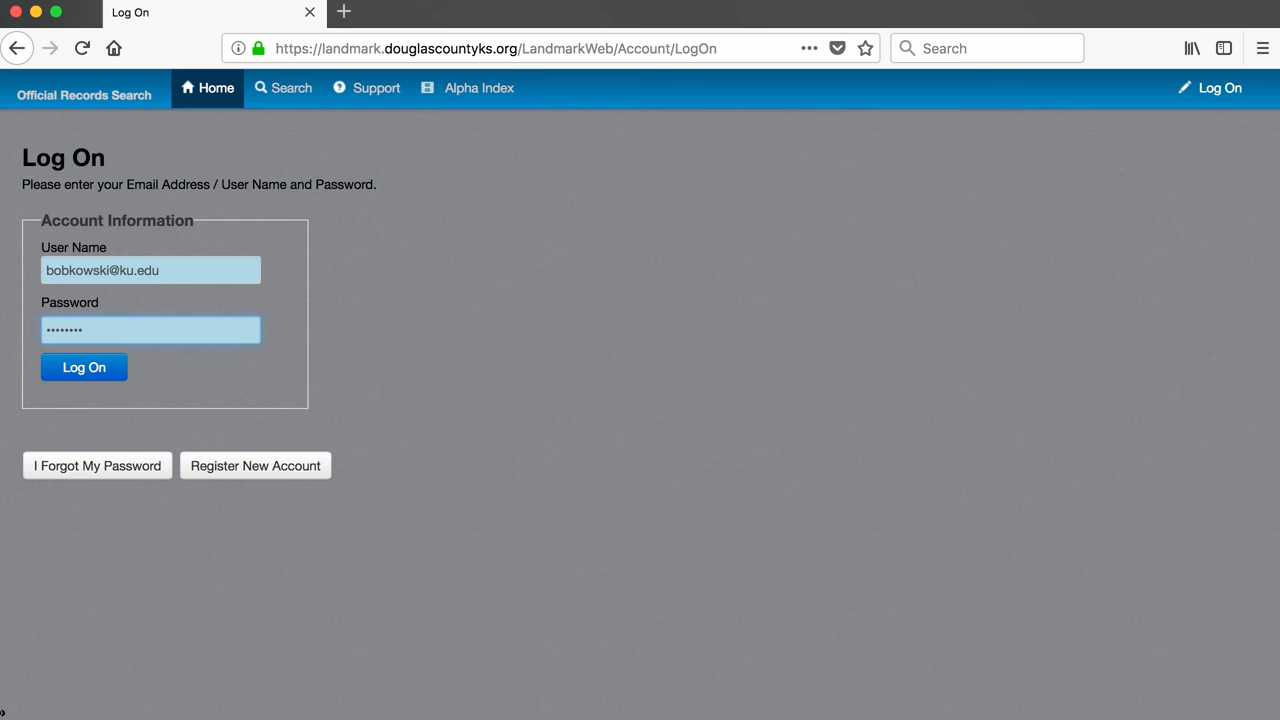 Log On
https://landmark.douglascountyks.org/LandmarkWeb/Account/LogOn
Search
Official Records Search
Home
Search
Support
Alpha Index
Log On
Log On
Please enter your Email Address / User Name and Password.
Account Information
User Name
bobkowski@ku.edu
Password
••••••••
Log On
I Forgot My Password
Register New Account